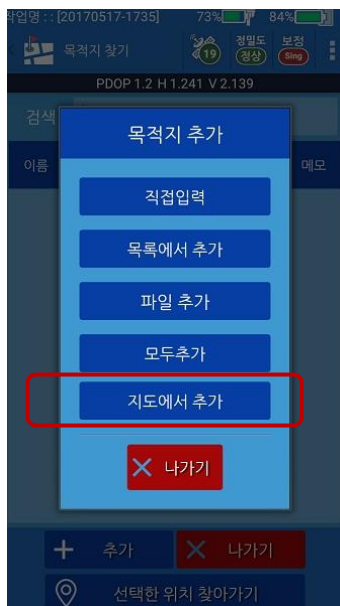 작업명 : : [20170517-1735] 73% 84%
목적지 찾기 19 정밀도 정상 보정 Sing
PDOP 1.2 H 1.241 V 2.139
검색
목적지 추가
이름 메모
직접입력
목록에서 추가
파일 추가
모두추가
지도에서 추가
나가기
추가 나가기
선택한 위치 찾아가기